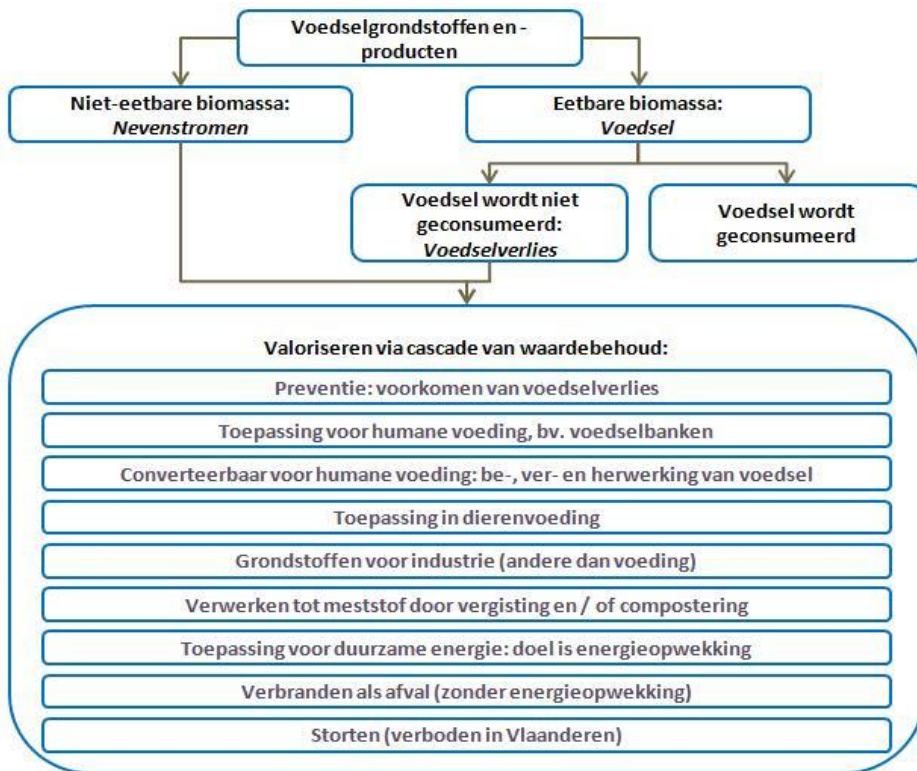 Voedselgrondstoffen en -
producten
Niet-eetbare biomassa:
Nevenstromen
Eetbare biomassa:
Voedsel
Voedsel wordt niet
geconsumeerd:
Voedselverlies
Voedsel wordt
geconsumeerd
Valoriseren via cascade van waardebehoud:
Preventie: voorkomen van voedselverlies
Toepassing voor humane voeding, bv. voedselbanken
Converteerbaar voor humane voeding: be-, ver- en herwerking van voedsel
Toepassing in dierenvoeding
Grondstoffen voor industrie (andere dan voeding)
Verwerken tot meststof door vergisting en / of compostering
Toepassing voor duurzame energie: doel is energieopwekking
Verbranden als afval (zonder energieopwekking)
Storten (verboden in Vlaanderen)